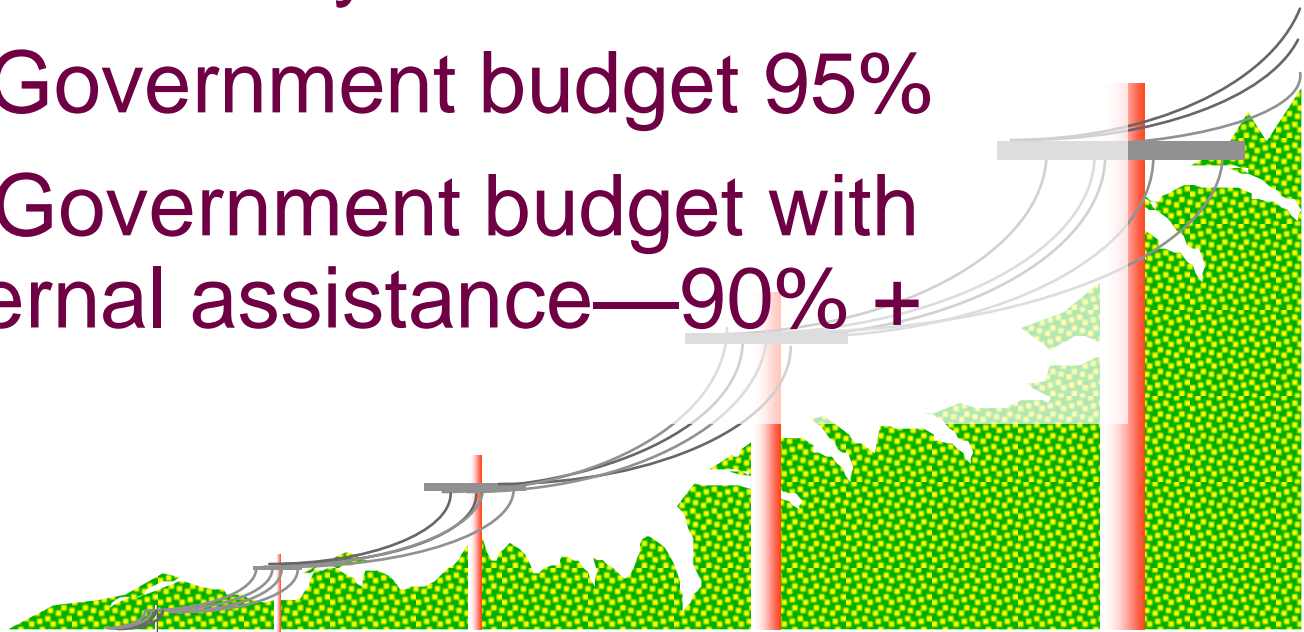 Government budget 95%
Government budget with
ernal assistance—90% +